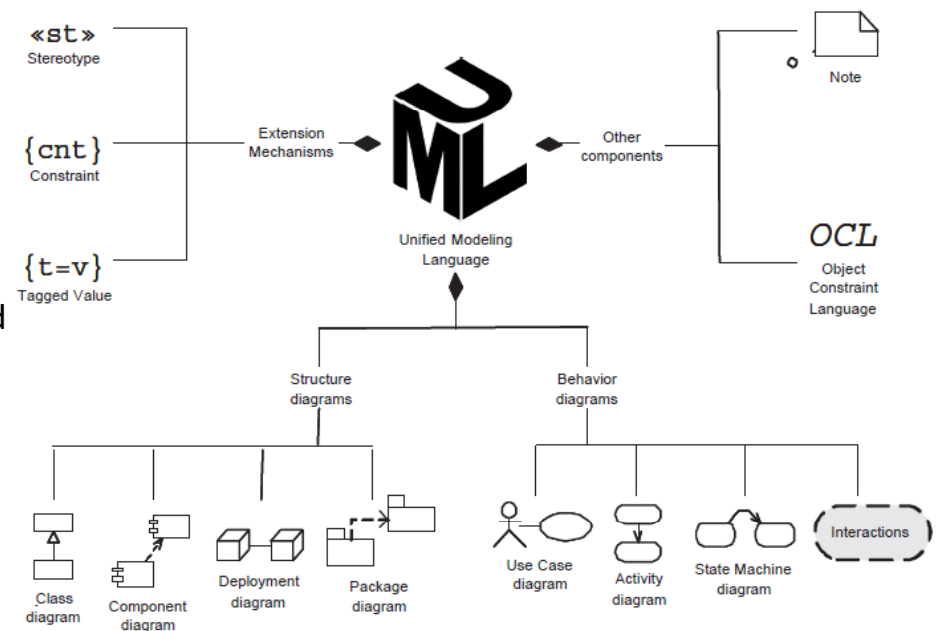 «st»
Stereotype
{cnt}
Constraint
{t=v}
Tagged Value
d
Extension
Mechanisms
UML
Unified Modeling
Language
Other
components
Note
OCL
Object
Constraint
Language
Structure
diagrams
Behavior
diagrams
Class
diagram
Component
diagram
Deployment
diagram
Package
diagram
Use Case
diagram
Activity
diagram
State Machine
diagram
Interactions